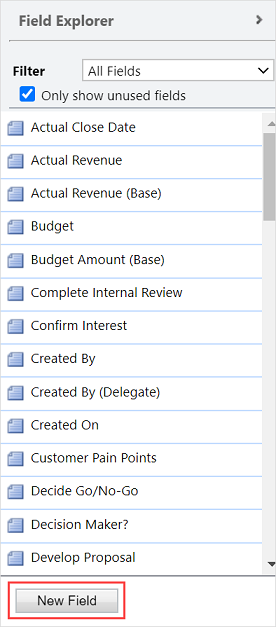 Field Explorer
Filter All Fields
Only show unused fields
Actual Close Date
Actual Revenue
Actual Revenue (Base)
Budget
Budget Amount (Base)
Complete Internal Review
Confirm Interest
Created By
Created By (Delegate)
Created On
Customer Pain Points
Decide Go/No-Go
Decision Maker?
Develop Proposal
New Field